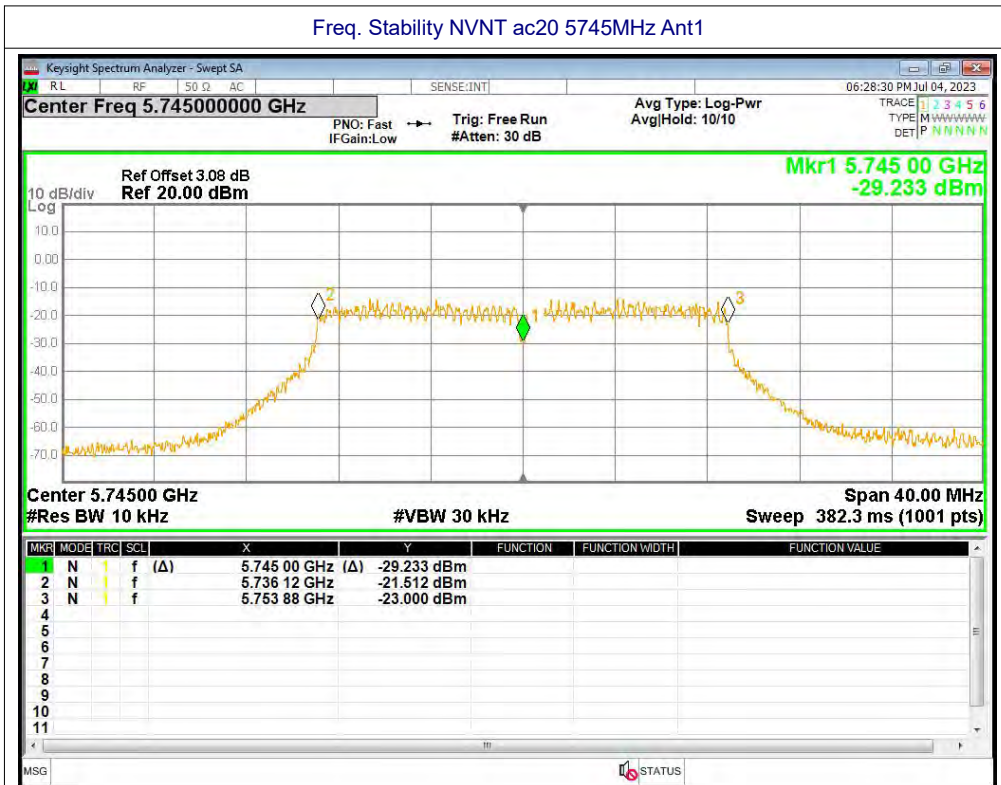 Freq. Stability NVNT ac20 5745MHz Ant1
Keysight Spectrum Analyzer - Swept SA
LXI RL RF 50 Ω AC SENSE:INT 06:28:30 PM Jul 04, 2023
Center Freq 5.745000000 GHz
PNO: Fast
IFGain:Low
Trig: Free Run
#Atten: 30 dB
Avg Type: Log-Pwr
Avg|Hold: 10/10
TRACE 1 2 3 4 5 6
TYPE M W W W W W
DET P N N N N N
Mkr1 5.745 00 GHz
-29.233 dBm
Ref Offset 3.08 dB
10 dB/div Ref 20.00 dBm
Log
10.0
0.00
-10.0
-20.0
-30.0
-40.0
-50.0
-60.0
-70.0
2
1
3
Center 5.74500 GHz Span 40.00 MHz
#Res BW 10 kHz #VBW 30 kHz Sweep 382.3 ms (1001 pts)
MKR MODE TRC SCL X Y FUNCTION FUNCTION WIDTH FUNCTION VALUE
1 N 1 f (Δ) 5.745 00 GHz (Δ) -29.233 dBm
2 N 1 f 5.736 12 GHz -21.512 dBm
3 N 1 f 5.753 88 GHz -23.000 dBm
4
5
6
7
8
9
10
11
MSG STATUS